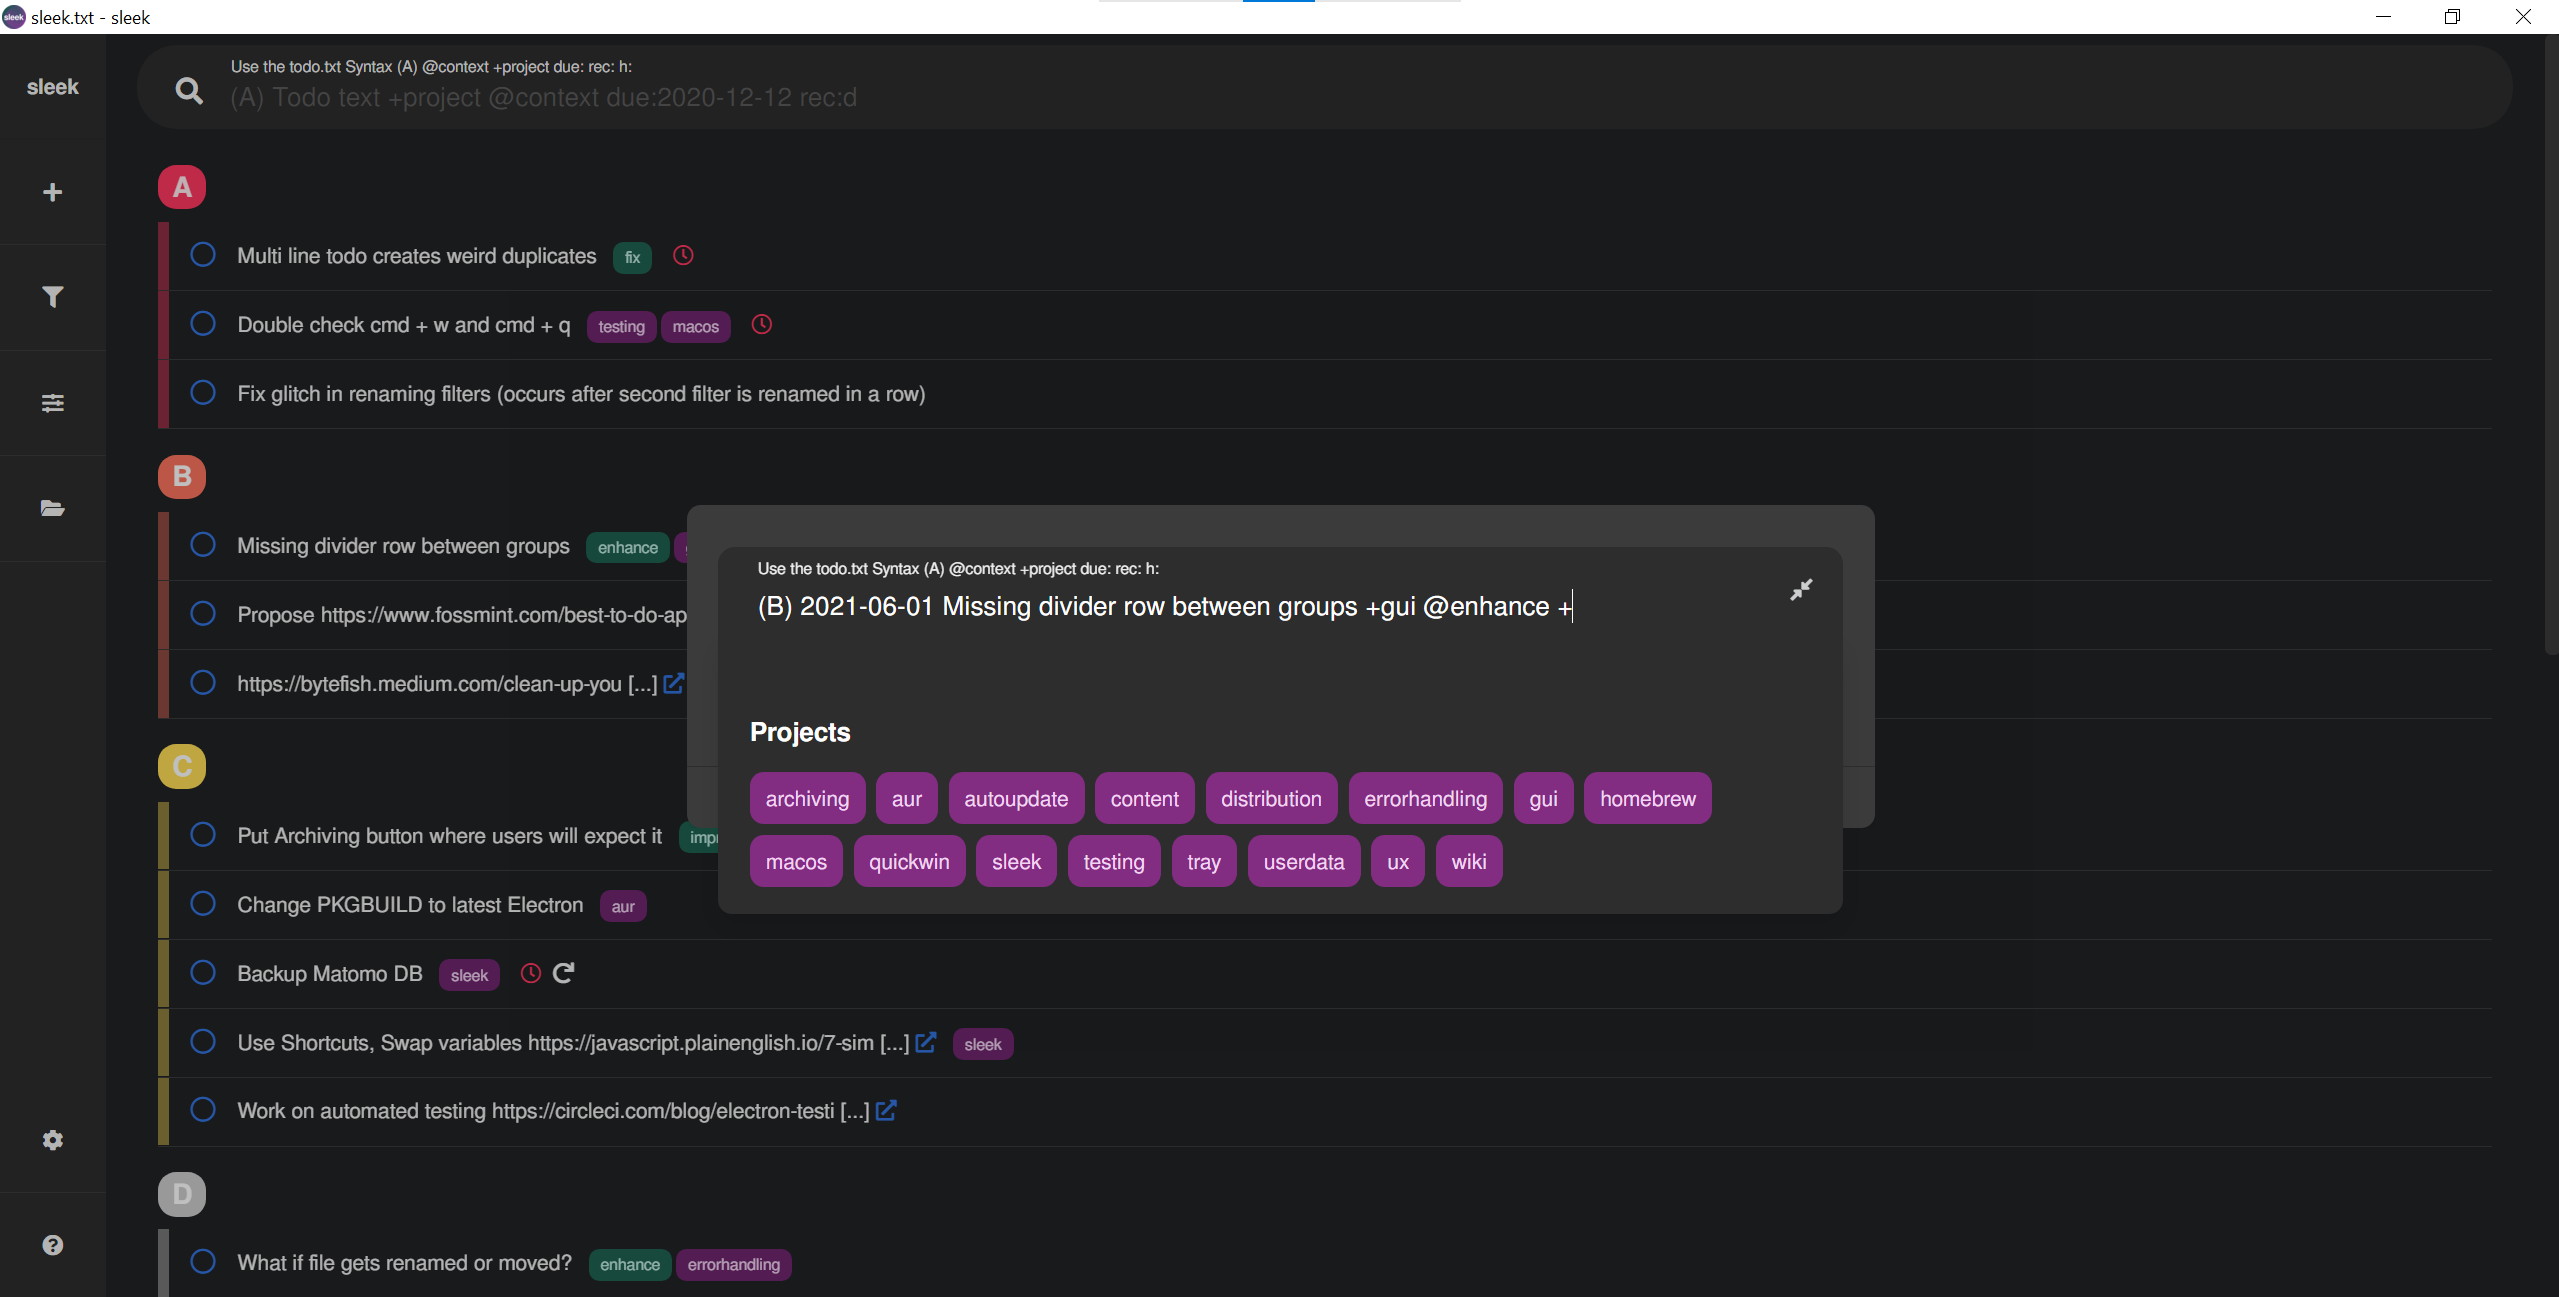 sleek.txt - sleek
sleek
Use the todo.txt Syntax (A) @context +project due: rec: h:
(A) Todo text +project @context due:2020-12-12 rec:d
A
Multi line todo creates weird duplicates fix
Double check cmd + w and cmd + q testing macos
Fix glitch in renaming filters (occurs after second filter is renamed in a row)
B
Missing divider row between groups enhance
Propose https://www.fossmint.com/best-to-do-ap
https://bytefish.medium.com/clean-up-you [...]
Use the todo.txt Syntax (A) @context +project due: rec: h:
(B) 2021-06-01 Missing divider row between groups +gui @enhance +
Projects
archiving aur autoupdate content distribution errorhandling gui homebrew
macos quickwin sleek testing tray userdata ux wiki
C
Put Archiving button where users will expect it imp
Change PKGBUILD to latest Electron aur
Backup Matomo DB sleek
Use Shortcuts, Swap variables https://javascript.plainenglish.io/7-sim [...] sleek
Work on automated testing https://circleci.com/blog/electron-testi [...]
D
What if file gets renamed or moved? enhance errorhandling